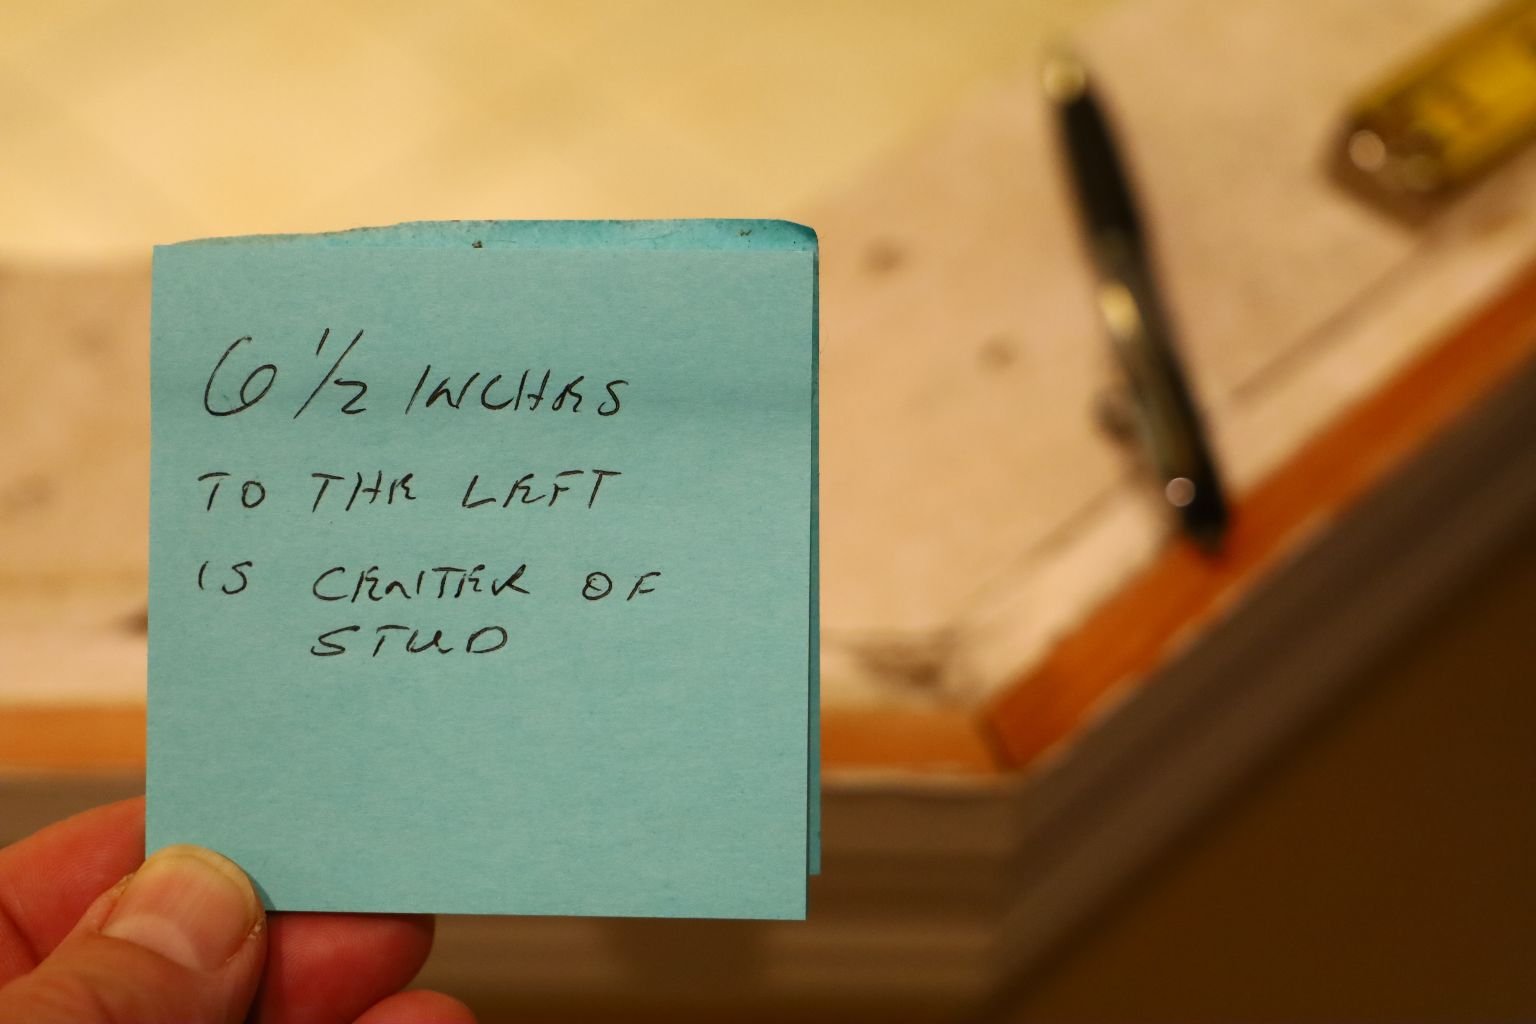 6 1/2 INCHES
TO THE LEFT
IS CENTER OF
STUD